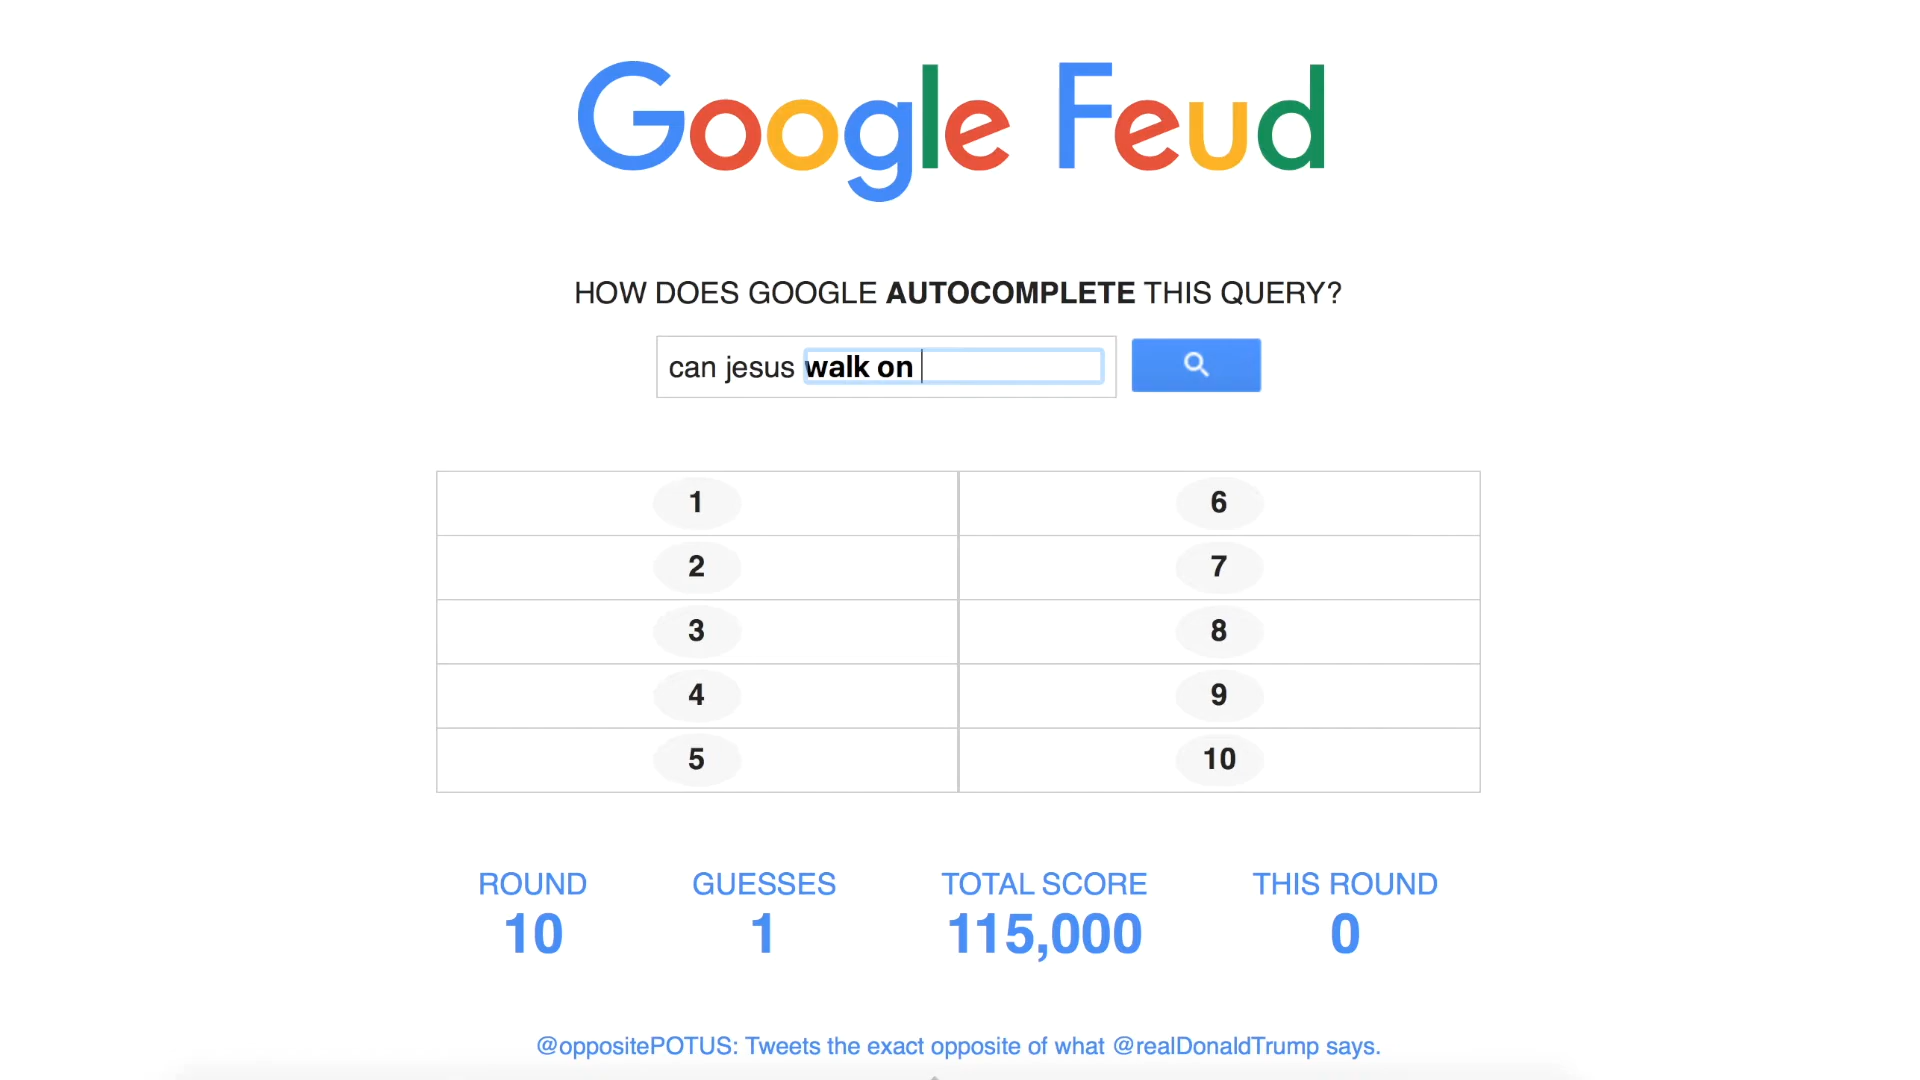 Google Feud
HOW DOES GOOGLE AUTOCOMPLETE THIS QUERY?
can jesus walk on
1
6
2
7
3
8
4
9
5
10
ROUND
GUESSES
TOTAL SCORE
THIS ROUND
10
1
115,000
0
@oppositePOTUS: Tweets the exact opposite of what @realDonaldTrump says.